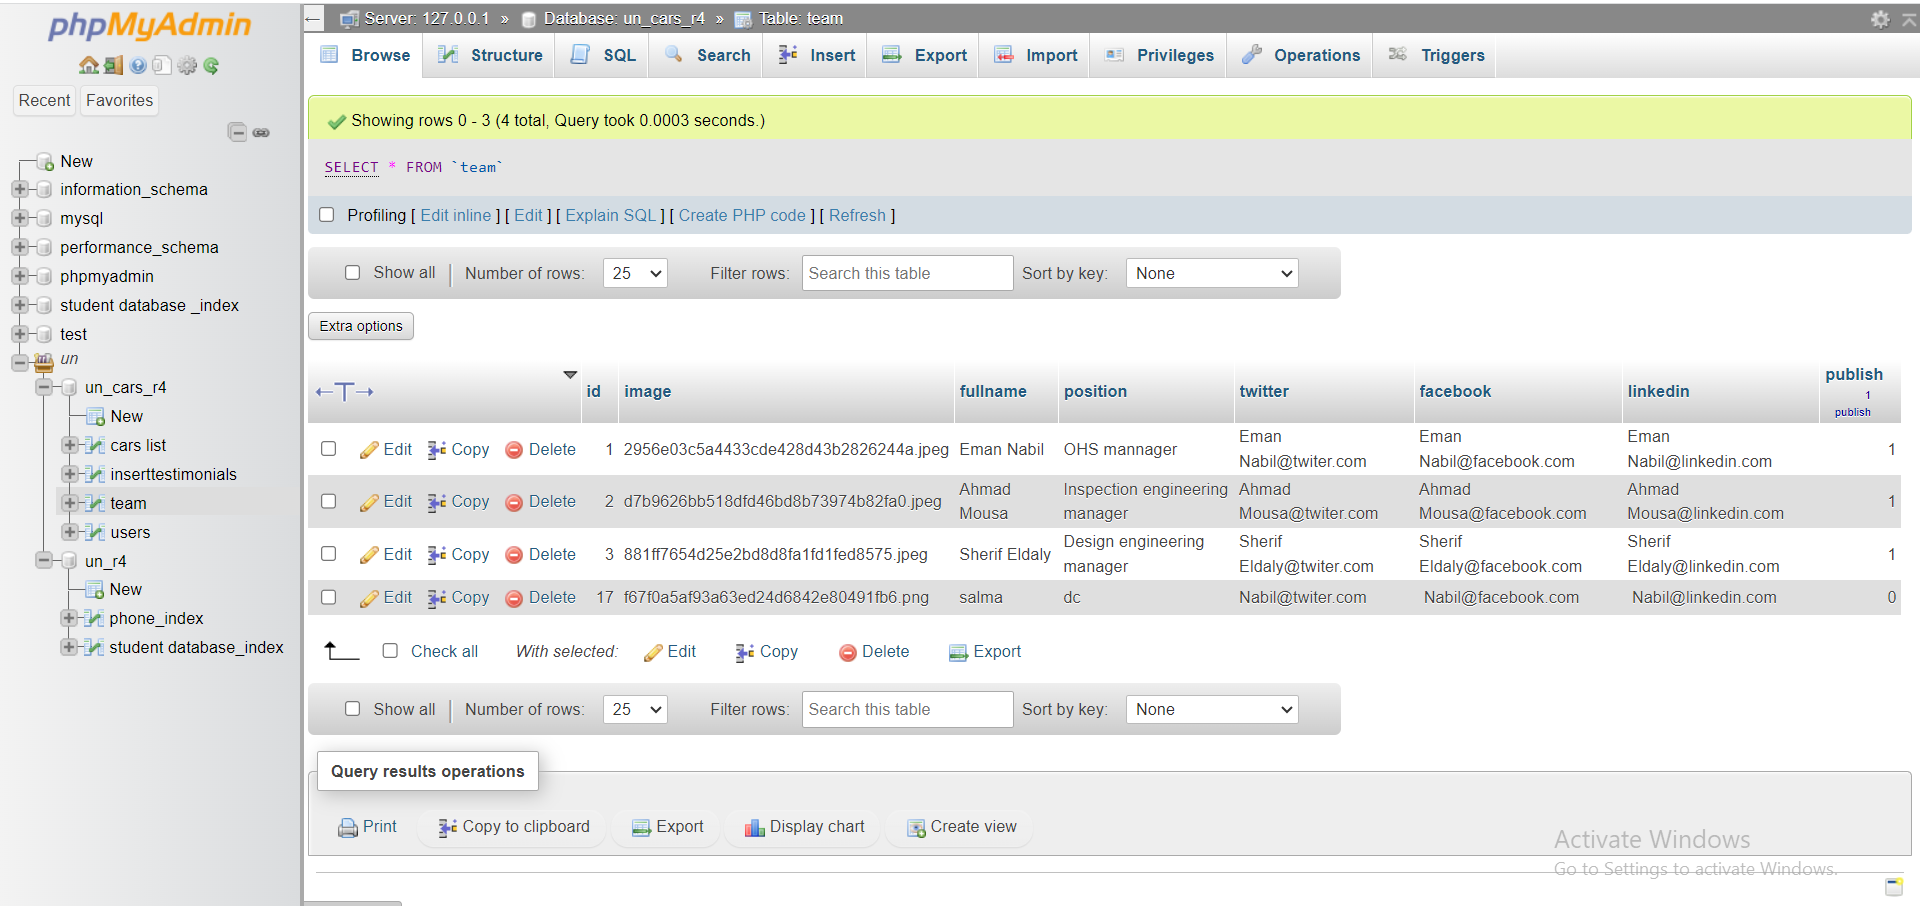 phpMyAdmin
Recent Favorites
New
information_schema
mysql
performance_schema
phpmyadmin
student database _index
test
un
un_cars_r4
New
cars list
inserttestimonials
team
users
un_r4
New
phone_index
student database_index
Server: 127.0.0.1 » Database: un_cars_r4 » Table: team
Browse Structure SQL Search Insert Export Import Privileges Operations Triggers
Showing rows 0 - 3 (4 total, Query took 0.0003 seconds.)
SELECT * FROM `team`
Profiling [ Edit inline ] [ Edit ] [ Explain SQL ] [ Create PHP code ] [ Refresh ]
Show all Number of rows: 25 Filter rows: Search this table Sort by key: None
Extra options
←T→ id image fullname position twitter facebook linkedin publish
1
publish
Edit Copy Delete 1 2956e03c5a4433cde428d43b2826244a.jpeg Eman Nabil OHS mannager Eman Nabil@twiter.com Eman Nabil@facebook.com Eman Nabil@linkedin.com 1
Edit Copy Delete 2 d7b9626bb518dfd46bd8b73974b82fa0.jpeg Ahmad Mousa Inspection engineering manager Ahmad Mousa@twiter.com Ahmad Mousa@facebook.com Ahmad Mousa@linkedin.com 1
Edit Copy Delete 3 881ff7654d25e2bd8d8fa1fd1fed8575.jpeg Sherif Eldaly Design engineering manager Sherif Eldaly@twiter.com Sherif Eldaly@facebook.com Sherif Eldaly@linkedin.com 1
Edit Copy Delete 17 f67f0a5af93a63ed24d6842e80491fb6.png salma dc Nabil@twiter.com Nabil@facebook.com Nabil@linkedin.com 0
Check all With selected: Edit Copy Delete Export
Show all Number of rows: 25 Filter rows: Search this table Sort by key: None
Query results operations
Print Copy to clipboard Export Display chart Create view
Activate Windows
Go to Settings to activate Windows.